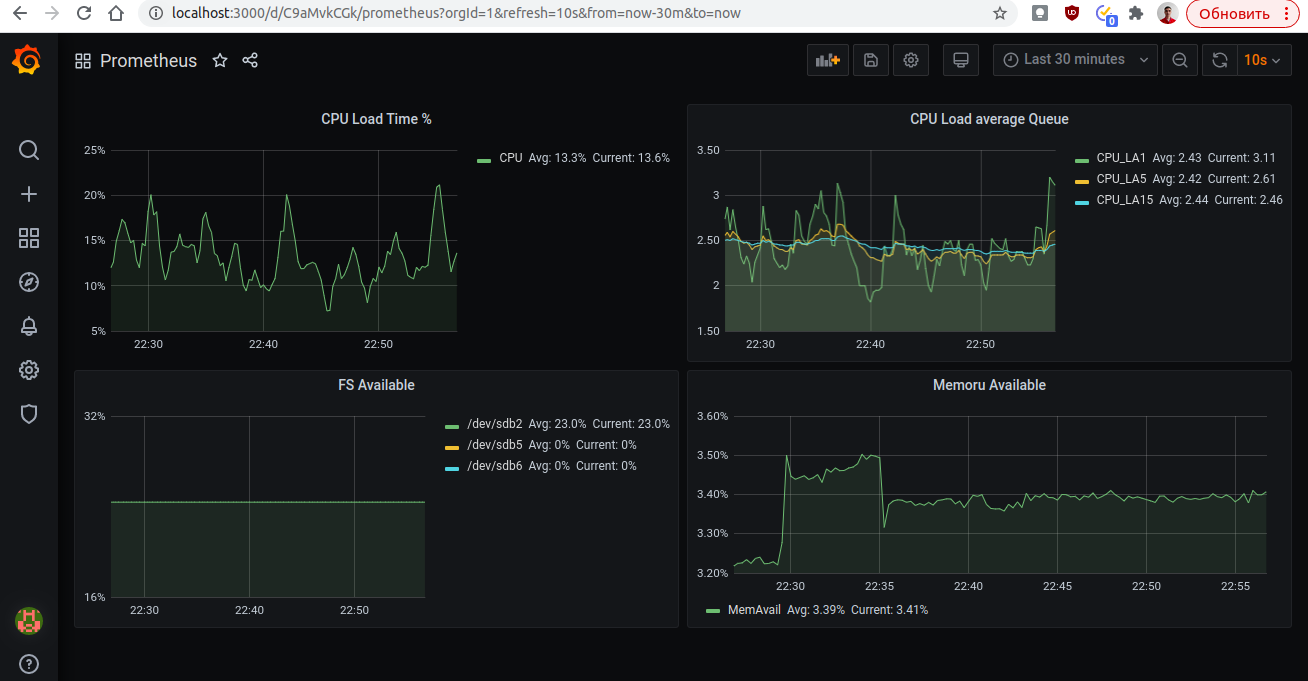 localhost:3000/d/C9aMvkCGk/prometheus?orgId=1&refresh=10s&from=now-30m&to=now
0
Обновить
Prometheus
Last 30 minutes
10s
CPU Load Time %
25%
20%
15%
10%
5%
22:30 22:40 22:50
CPU Avg: 13.3% Current: 13.6%
CPU Load average Queue
3.50
3
2.50
2
1.50
22:30 22:40 22:50
CPU_LA1 Avg: 2.43 Current: 3.11
CPU_LA5 Avg: 2.42 Current: 2.61
CPU_LA15 Avg: 2.44 Current: 2.46
FS Available
32%
16%
22:30 22:40 22:50
/dev/sdb2 Avg: 23.0% Current: 23.0%
/dev/sdb5 Avg: 0% Current: 0%
/dev/sdb6 Avg: 0% Current: 0%
Memoru Available
3.60%
3.50%
3.40%
3.30%
3.20%
22:30 22:35 22:40 22:45 22:50 22:55
MemAvail Avg: 3.39% Current: 3.41%